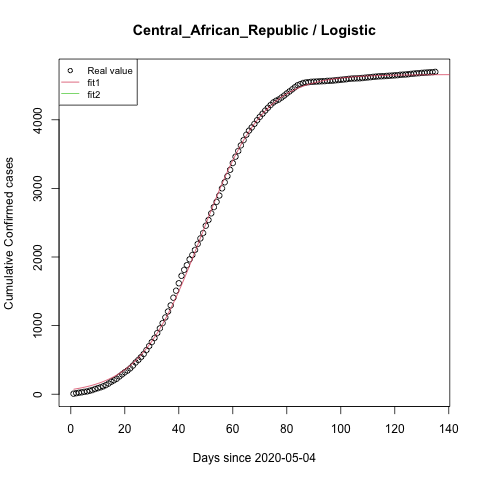 Central_African_Republic / Logistic
Real value
fit1
fit2
Cumulative Confirmed cases
0
1000
2000
3000
4000
0 20 40 60 80 100 120 140
Days since 2020-05-04